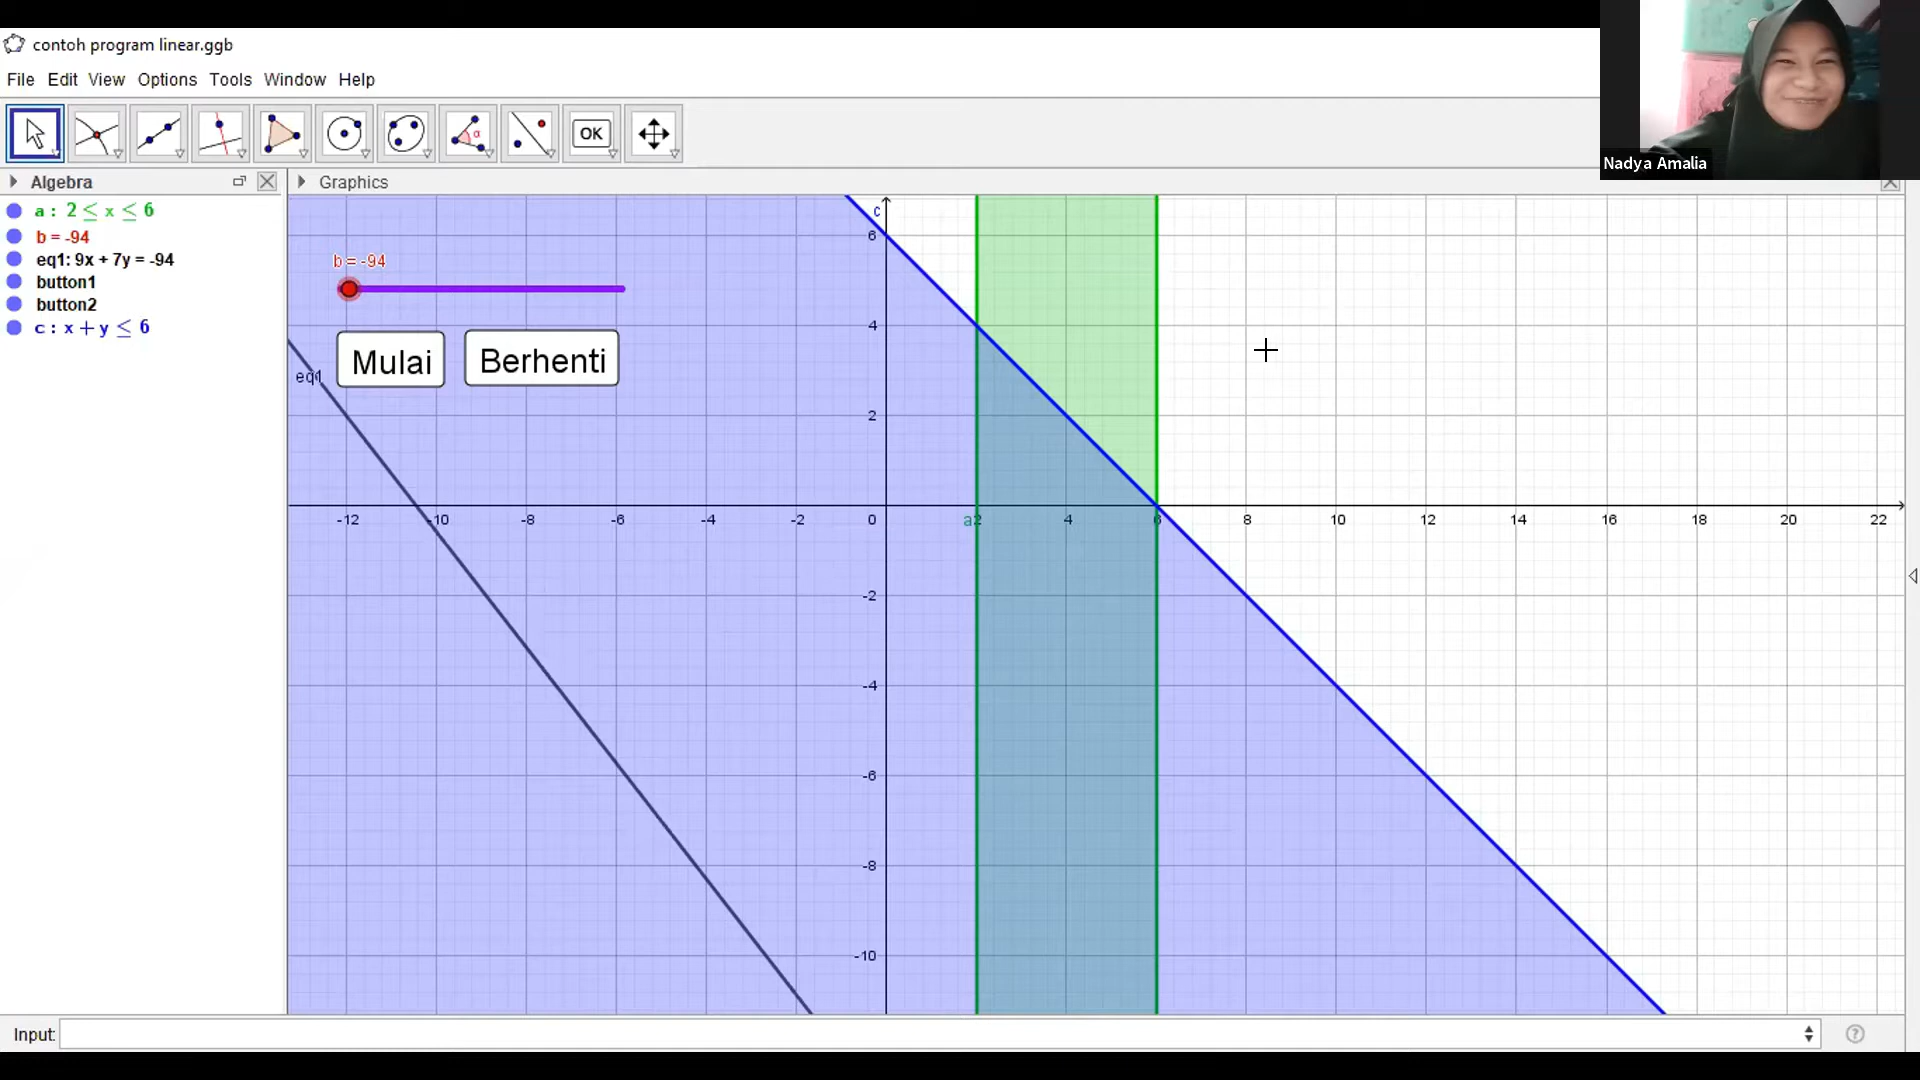 contoh program linear.ggb
File Edit View Options Tools Window Help
α
OK
Nadya Amalia
Algebra
Graphics
a : 2 ≤ x ≤ 6
b = -94
eq1: 9x + 7y = -94
button1
button2
c : x + y ≤ 6
b = -94
Mulai
Berhenti
eq1
c
6
4
2
-12 -10 -8 -6 -4 -2 0 a 2 4 6 8 10 12 14 16 18 20 22
-2
-4
-6
-8
-10
Input:
?